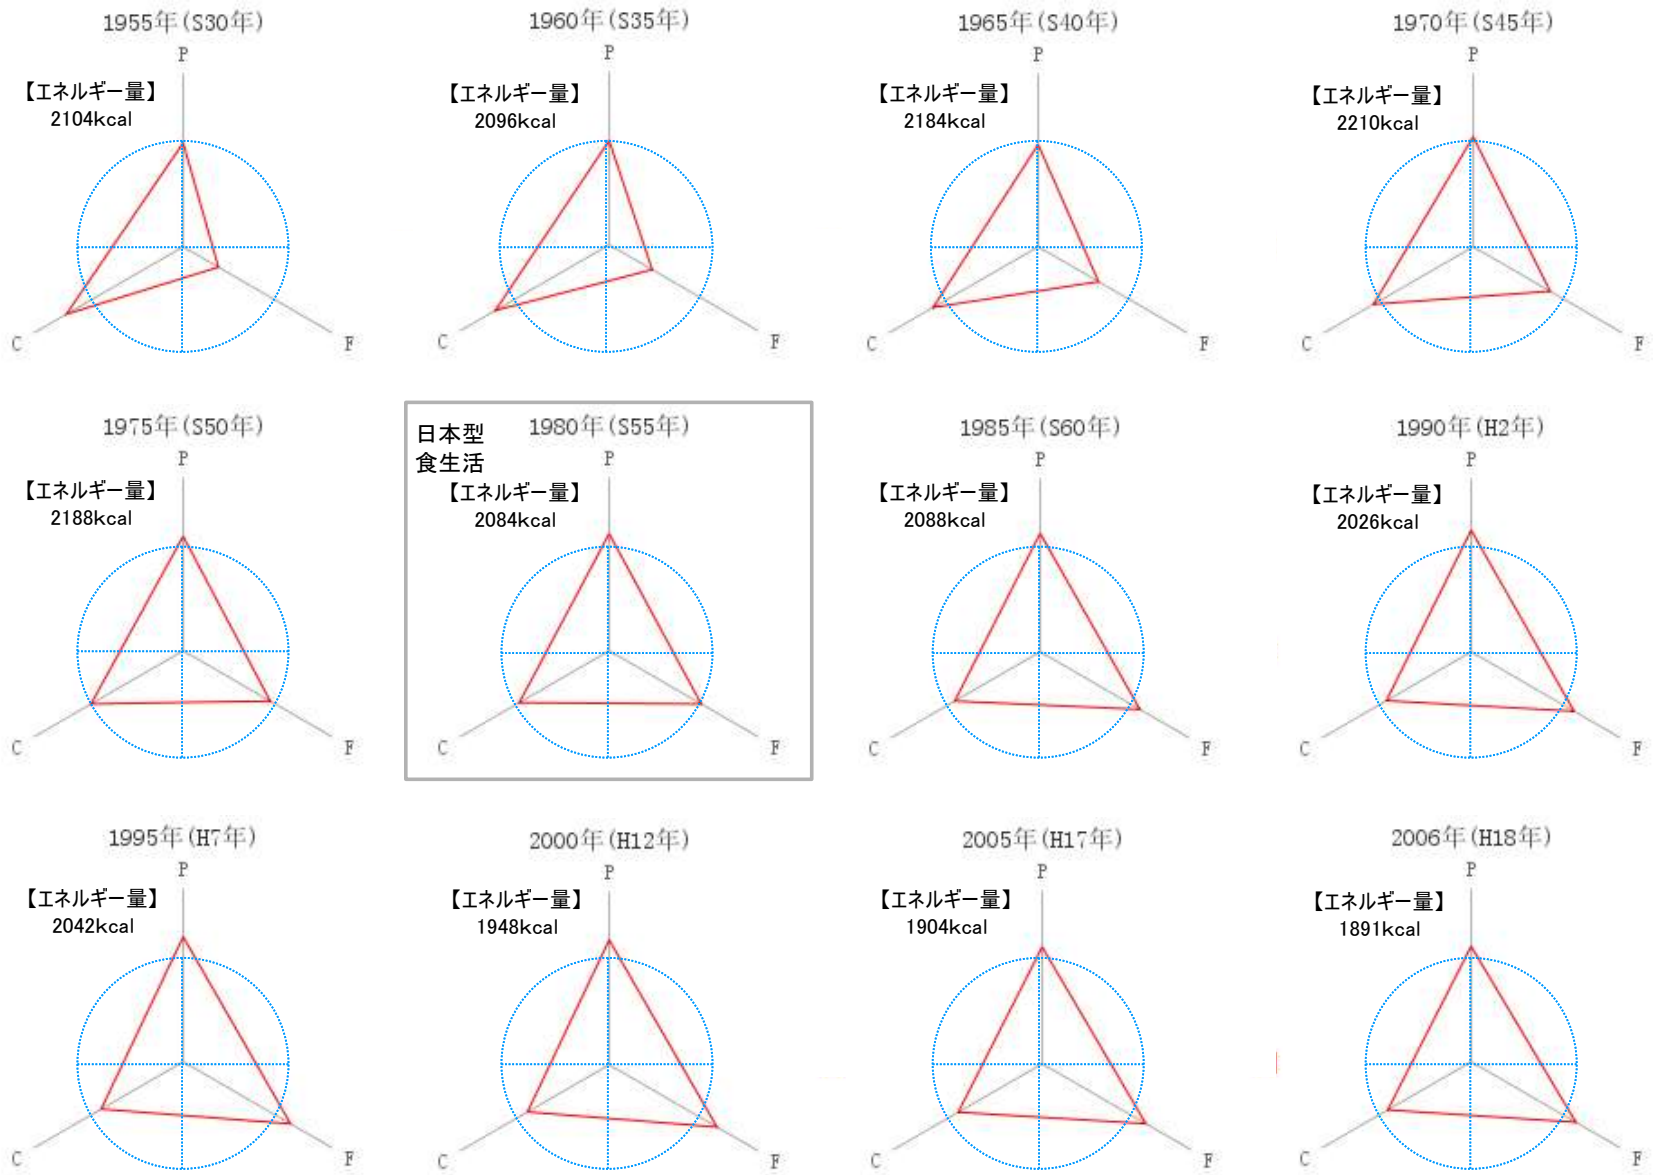 1955年(S30年)
P
【エネルギー量】
2104kcal
C
F
1960年(S35年)
P
【エネルギー量】
2096kcal
C
F
1965年(S40年)
P
【エネルギー量】
2184kcal
C
F
1970年(S45年)
P
【エネルギー量】
2210kcal
C
F
1975年(S50年)
P
【エネルギー量】
2188kcal
C
F
日本型
食生活
1980年(S55年)
P
【エネルギー量】
2084kcal
C
F
1985年(S60年)
P
【エネルギー量】
2088kcal
C
F
1990年(H2年)
P
【エネルギー量】
2026kcal
C
F
1995年(H7年)
P
【エネルギー量】
2042kcal
C
F
2000年(H12年)
P
【エネルギー量】
1948kcal
C
F
2005年(H17年)
P
【エネルギー量】
1904kcal
C
F
2006年(H18年)
P
【エネルギー量】
1891kcal
C
F